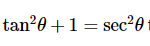 tan²θ + 1 = sec²θ